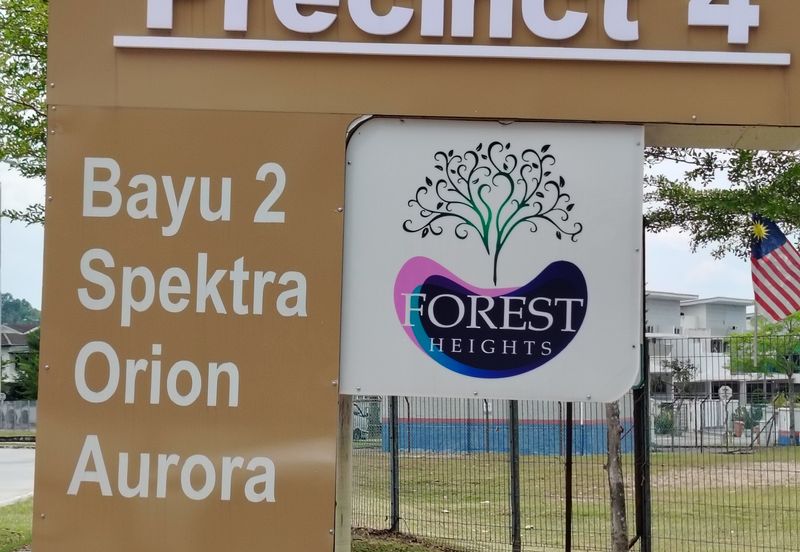 Precinct 4
Bayu 2
Spektra
Orion
Aurora
FOREST
HEIGHTS